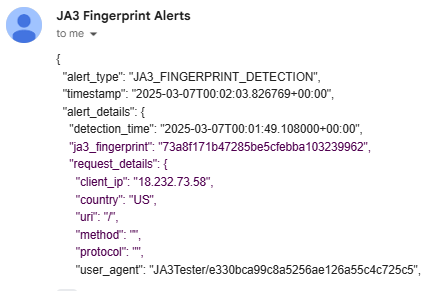 JA3 Fingerprint Alerts
to me
{
"alert_type": "JA3_FINGERPRINT_DETECTION",
"timestamp": "2025-03-07T00:02:03.826769+00:00",
"alert_details": {
"detection_time": "2025-03-07T00:01:49.108000+00:00",
"ja3_fingerprint": "73a8f171b47285be5cfebba103239962",
"request_details": {
"client_ip": "18.232.73.58",
"country": "US",
"uri": "/",
"method": "",
"protocol": "",
"user_agent": "JA3Tester/e330bca99c8a5256ae126a55c4c725c5",